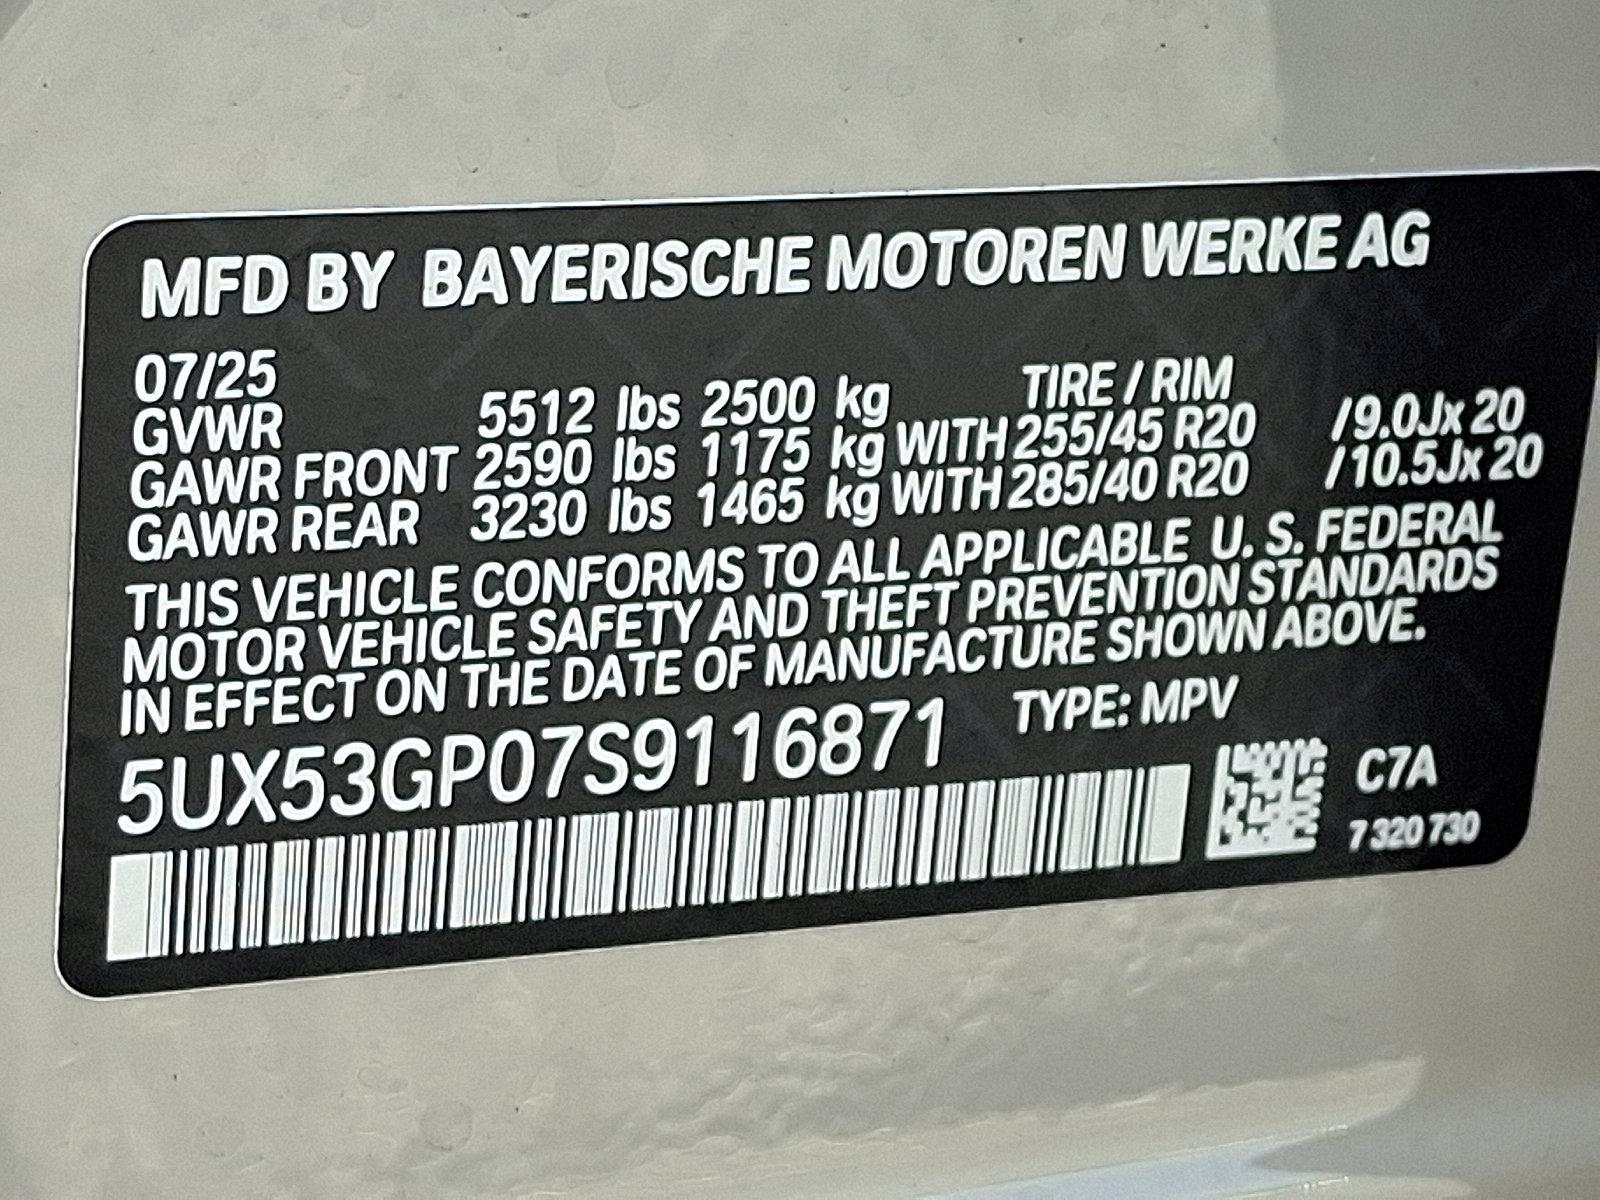 MFD BY BAYERISCHE MOTOREN WERKE AG
07/25
TIRE / RIM
GVWR 5512 lbs 2500 kg
GAWR FRONT 2590 lbs 1175 kg WITH 255/45 R20 /9.0Jx 20
GAWR REAR 3230 lbs 1465 kg WITH 285/40 R20 /10.5Jx 20
THIS VEHICLE CONFORMS TO ALL APPLICABLE U. S. FEDERAL
MOTOR VEHICLE SAFETY AND THEFT PREVENTION STANDARDS
IN EFFECT ON THE DATE OF MANUFACTURE SHOWN ABOVE.
5UX53GP07S9116871 TYPE: MPV
C7A
7 320 730